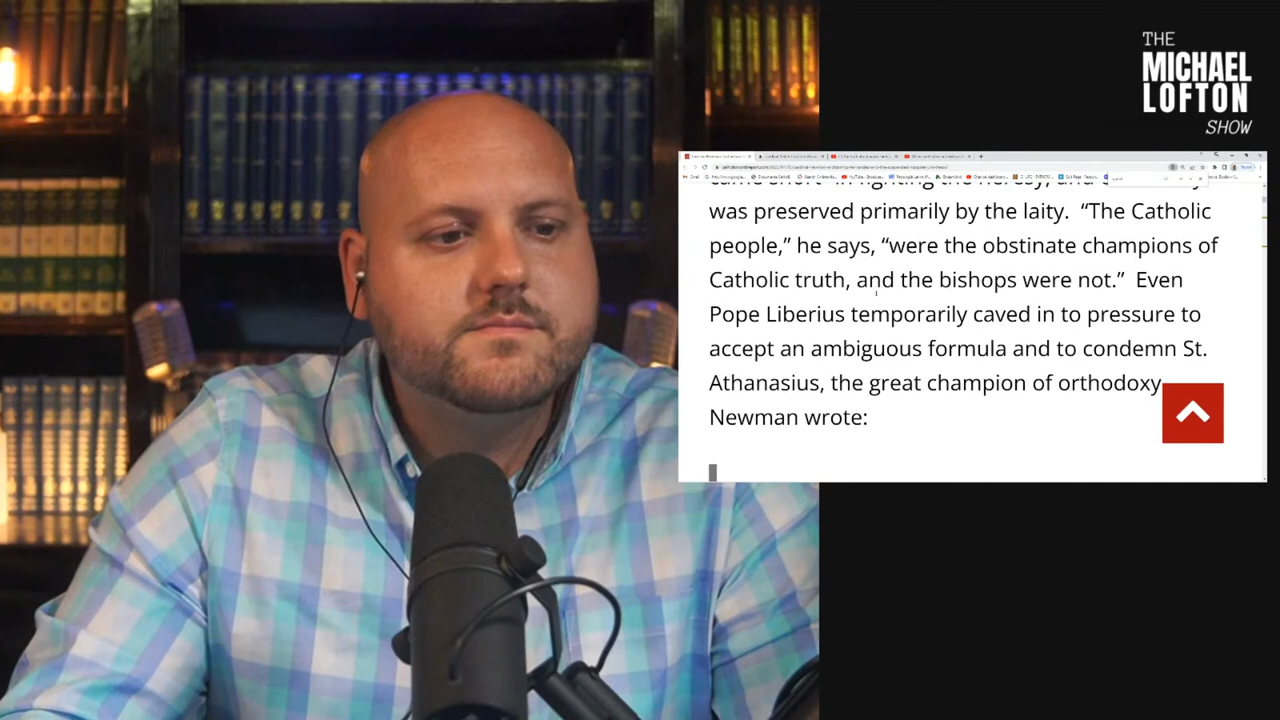 THE
MICHAEL
LOFTON
SHOW
was preserved primarily by the laity.  “The Catholic
people,” he says, “were the obstinate champions of
Catholic truth, and the bishops were not.”  Even
Pope Liberius temporarily caved in to pressure to
accept an ambiguous formula and to condemn St.
Athanasius, the great champion of orthodoxy
Newman wrote: